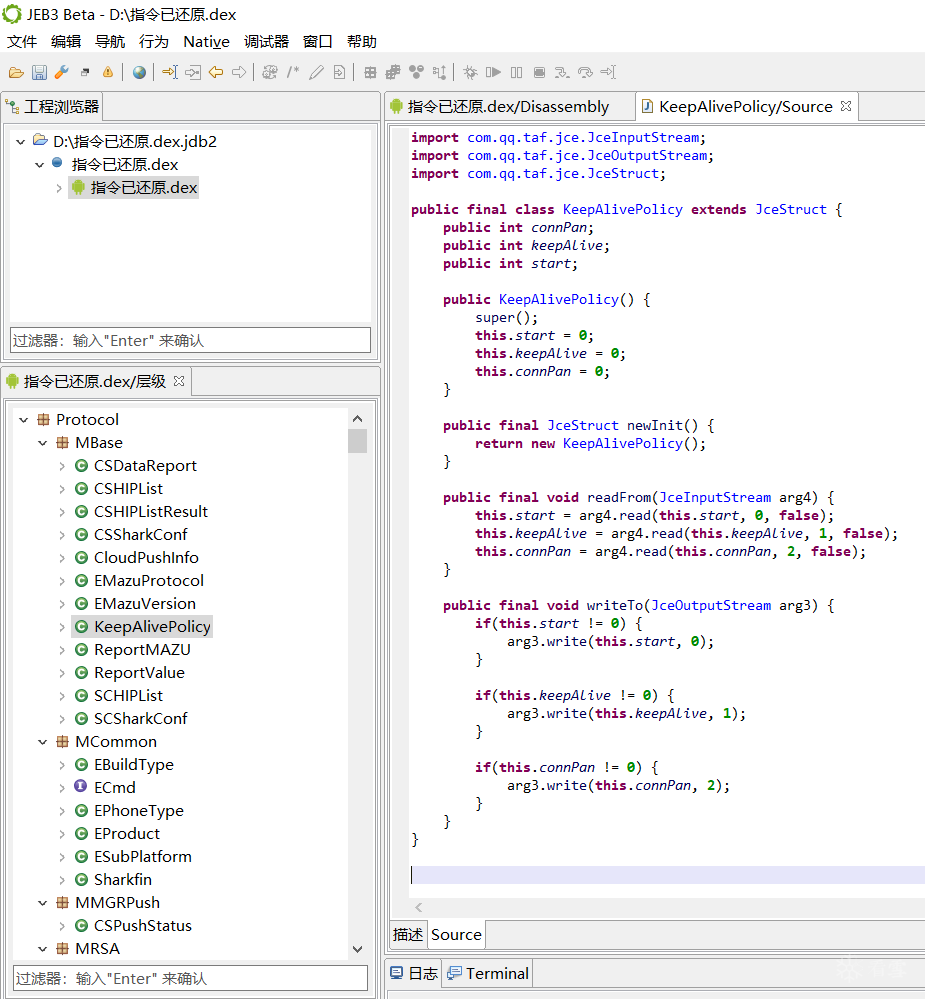 JEB3 Beta - D:\指令已还原.dex
文件 编辑 导航 行为 Native 调试器 窗口 帮助
工程浏览器
D:\指令已还原.dex.jdb2
指令已还原.dex
指令已还原.dex
过滤器：输入"Enter" 来确认
指令已还原.dex/层级
Protocol
MBase
CSDataReport
CSHIPList
CSHIPListResult
CSSharkConf
CloudPushInfo
EMazuProtocol
EMazuVersion
KeepAlivePolicy
ReportMAZU
ReportValue
SCHIPList
SCSharkConf
MCommon
EBuildType
ECmd
EPhoneType
EProduct
ESubPlatform
Sharkfin
MMGRPush
CSPushStatus
MRSA
过滤器：输入"Enter" 来确认
指令已还原.dex/Disassembly
KeepAlivePolicy/Source
import com.qq.taf.jce.JceInputStream;
import com.qq.taf.jce.JceOutputStream;
import com.qq.taf.jce.JceStruct;
public final class KeepAlivePolicy extends JceStruct {
public int connPan;
public int keepAlive;
public int start;
public KeepAlivePolicy() {
super();
this.start = 0;
this.keepAlive = 0;
this.connPan = 0;
}
public final JceStruct newInit() {
return new KeepAlivePolicy();
}
public final void readFrom(JceInputStream arg4) {
this.start = arg4.read(this.start, 0, false);
this.keepAlive = arg4.read(this.keepAlive, 1, false);
this.connPan = arg4.read(this.connPan, 2, false);
}
public final void writeTo(JceOutputStream arg3) {
if(this.start != 0) {
arg3.write(this.start, 0);
}
if(this.keepAlive != 0) {
arg3.write(this.keepAlive, 1);
}
if(this.connPan != 0) {
arg3.write(this.connPan, 2);
}
}
}
描述 Source
日志 Terminal